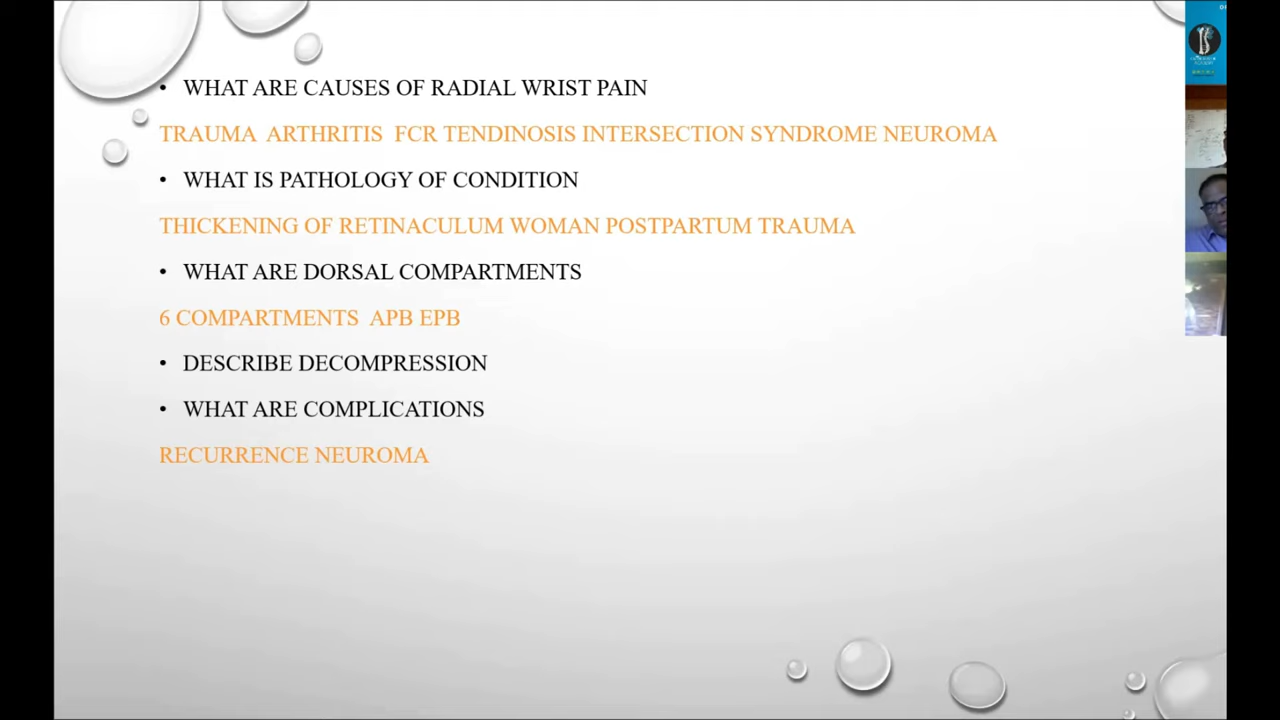 • WHAT ARE CAUSES OF RADIAL WRIST PAIN
TRAUMA ARTHRITIS FCR TENDINOSIS INTERSECTION SYNDROME NEUROMA
• WHAT IS PATHOLOGY OF CONDITION
THICKENING OF RETINACULUM WOMAN POSTPARTUM TRAUMA
• WHAT ARE DORSAL COMPARTMENTS
6 COMPARTMENTS APB EPB
• DESCRIBE DECOMPRESSION
• WHAT ARE COMPLICATIONS
RECURRENCE NEUROMA